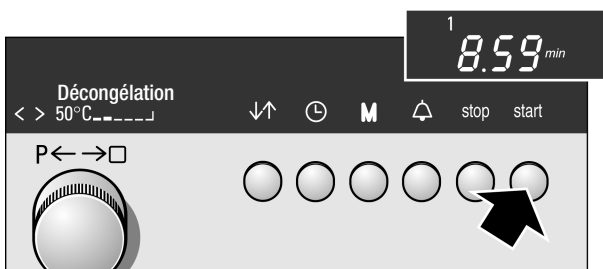 1
8.59 min
Décongélation
< > 50°C
M stop start
P← →□